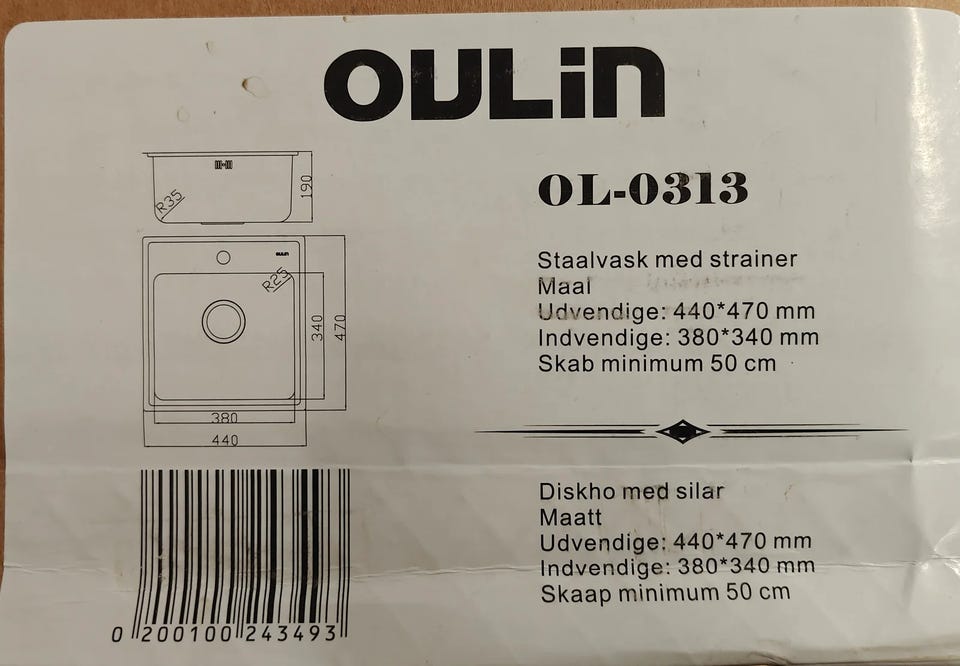 OULin
OL-0313
190
R35
OULIN
R25
340
470
380
440
Staalvask med strainer
Maal
Udvendige: 440*470 mm
Indvendige: 380*340 mm
Skab minimum 50 cm
Diskho med silar
Maatt
Udvendige: 440*470 mm
Indvendige: 380*340 mm
Skaap minimum 50 cm
0 200100 243493